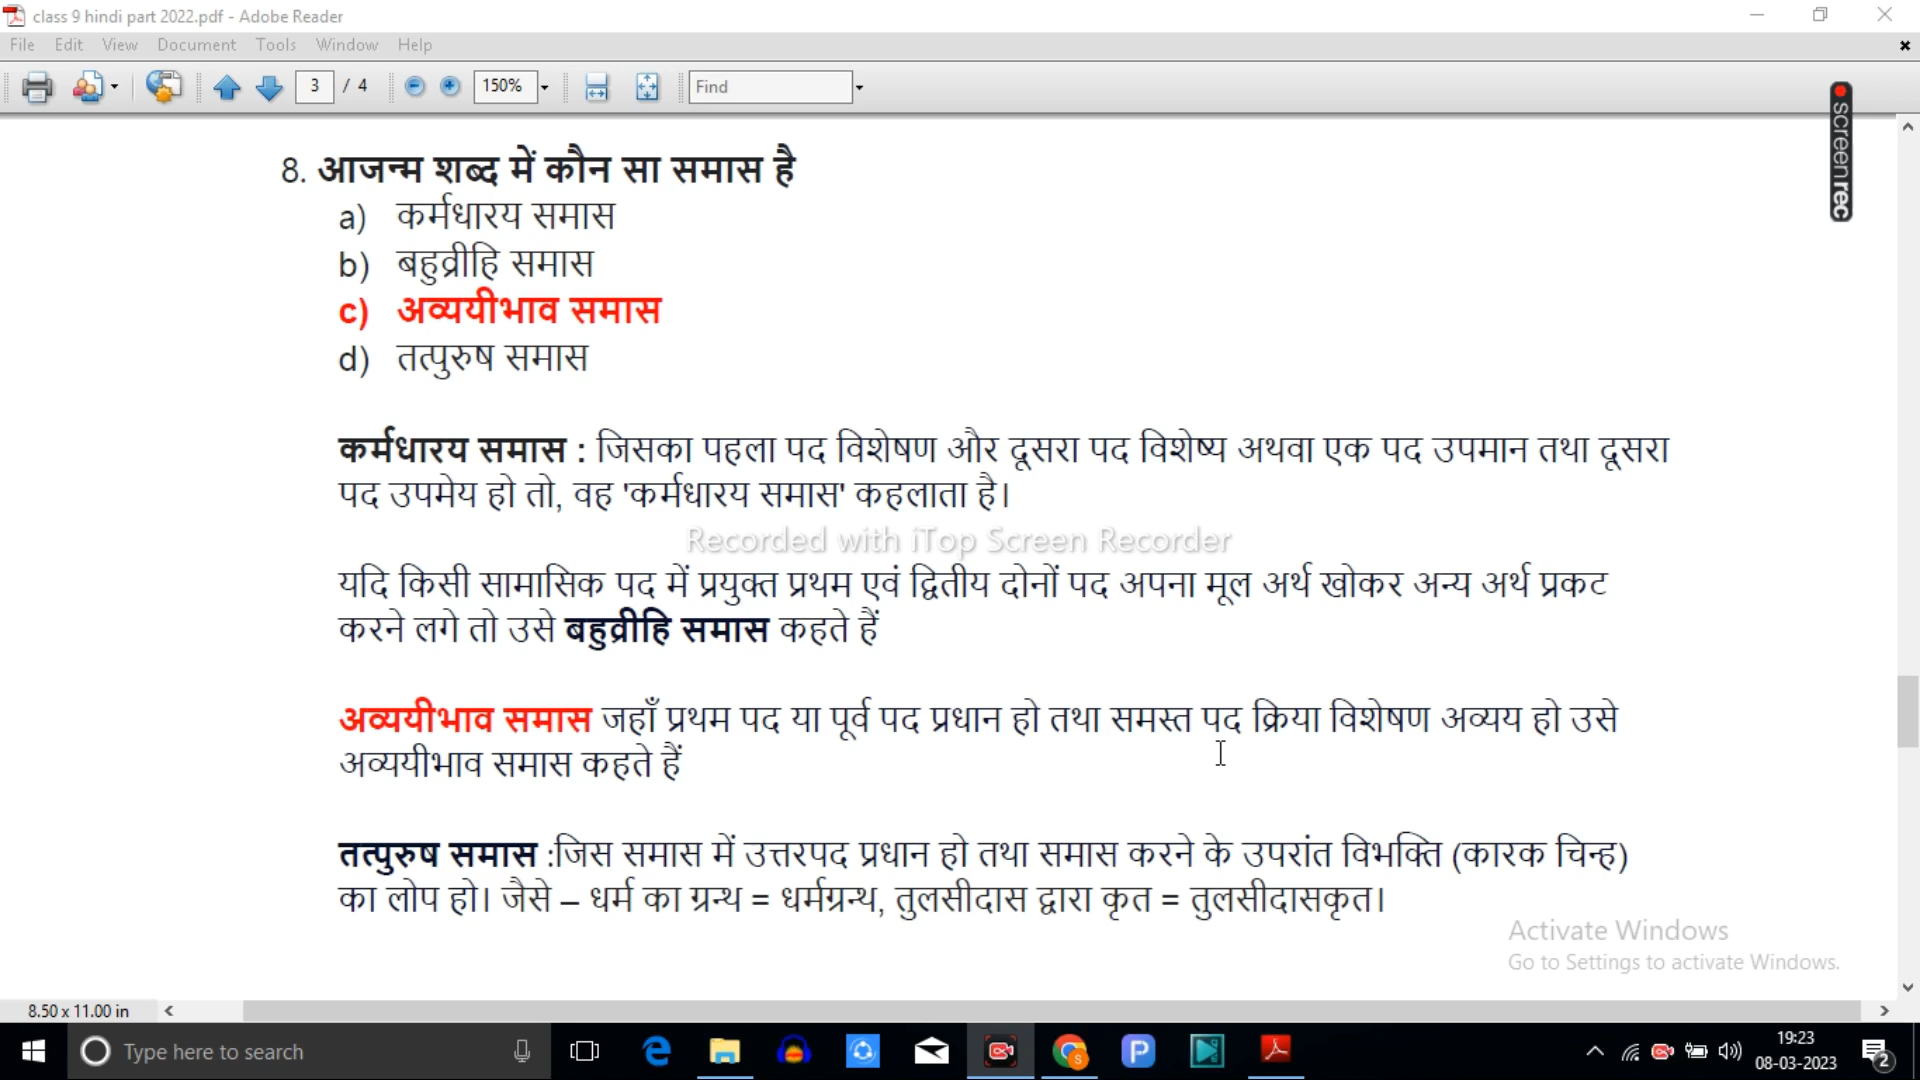 class 9 hindi part 2022.pdf - Adobe Reader
File Edit View Document Tools Window Help
3 / 4 150% Find
screenrec
8. आजन्म शब्द में कौन सा समास है
a) कर्मधारय समास
b) बहुव्रीहि समास
c) अव्ययीभाव समास
d) तत्पुरुष समास
कर्मधारय समास : जिसका पहला पद विशेषण और दूसरा पद विशेष्य अथवा एक पद उपमान तथा दूसरा
पद उपमेय हो तो, वह 'कर्मधारय समास' कहलाता है।
Recorded with iTop Screen Recorder
यदि किसी सामासिक पद में प्रयुक्त प्रथम एवं द्वितीय दोनों पद अपना मूल अर्थ खोकर अन्य अर्थ प्रकट
करने लगे तो उसे बहुव्रीहि समास कहते हैं
अव्ययीभाव समास जहाँ प्रथम पद या पूर्व पद प्रधान हो तथा समस्त पद क्रिया विशेषण अव्यय हो उसे
अव्ययीभाव समास कहते हैं
तत्पुरुष समास :जिस समास में उत्तरपद प्रधान हो तथा समास करने के उपरांत विभक्ति (कारक चिन्ह)
का लोप हो। जैसे – धर्म का ग्रन्थ = धर्मग्रन्थ, तुलसीदास द्वारा कृत = तुलसीदासकृत।
Activate Windows
Go to Settings to activate Windows.
8.50 x 11.00 in
Type here to search
19:23
08-03-2023
2